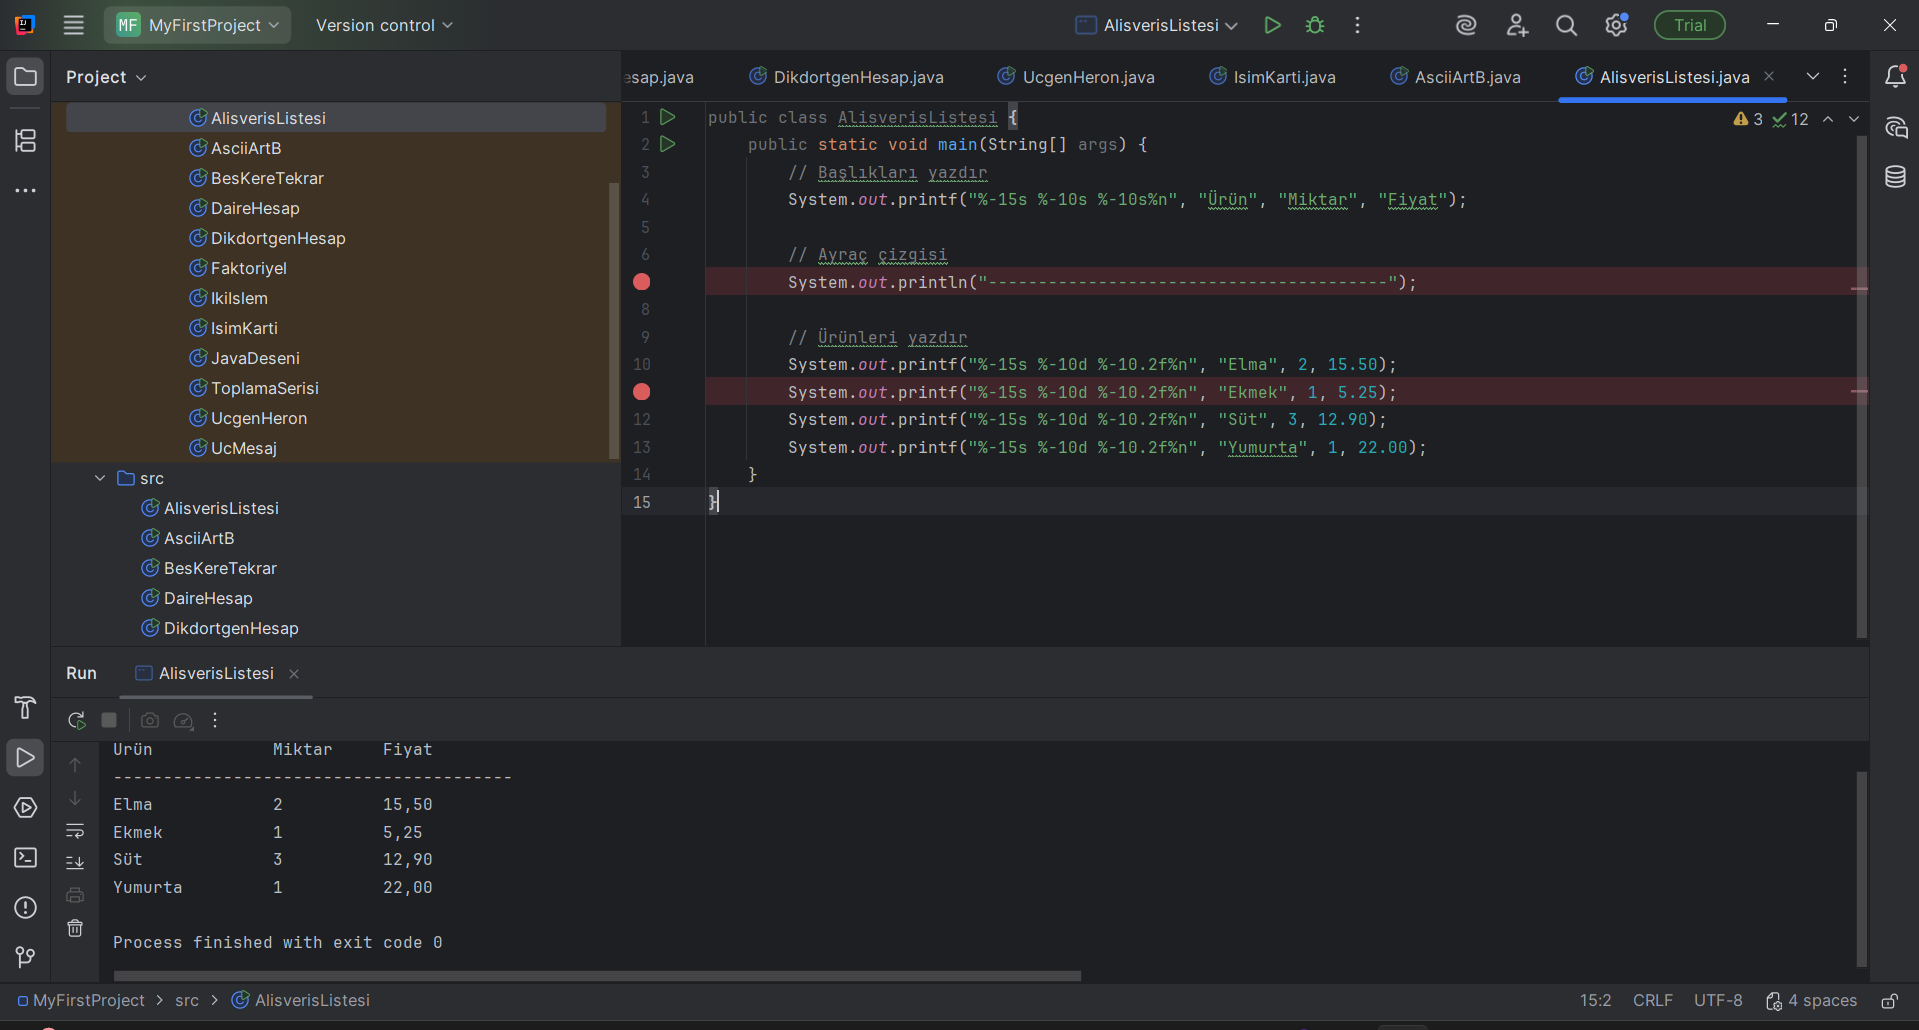 MF MyFirstProject Version control AlisverisListesi Trial
Project
esap.java DikdortgenHesap.java UcgenHeron.java IsimKarti.java AsciiArtB.java AlisverisListesi.java
AlisverisListesi
AsciiArtB
BesKereTekrar
DaireHesap
DikdortgenHesap
Faktoriyel
IkiIslem
IsimKarti
JavaDeseni
ToplamaSerisi
UcgenHeron
UcMesaj
src
AlisverisListesi
AsciiArtB
BesKereTekrar
DaireHesap
DikdortgenHesap
3 12
1 public class AlisverisListesi {
2 public static void main(String[] args) {
3 // Başlıkları yazdır
4 System.out.printf("%-15s %-10s %-10s%n", "Ürün", "Miktar", "Fiyat");
5
6 // Ayraç çizgisi
System.out.println("----------------------------------------");
8
9 // Ürünleri yazdır
10 System.out.printf("%-15s %-10d %-10.2f%n", "Elma", 2, 15.50);
System.out.printf("%-15s %-10d %-10.2f%n", "Ekmek", 1, 5.25);
12 System.out.printf("%-15s %-10d %-10.2f%n", "Süt", 3, 12.90);
13 System.out.printf("%-15s %-10d %-10.2f%n", "Yumurta", 1, 22.00);
14 }
15 }
Run AlisverisListesi
Ürün Miktar Fiyat
----------------------------------------
Elma 2 15,50
Ekmek 1 5,25
Süt 3 12,90
Yumurta 1 22,00
Process finished with exit code 0
MyFirstProject > src > AlisverisListesi 15:2 CRLF UTF-8 4 spaces